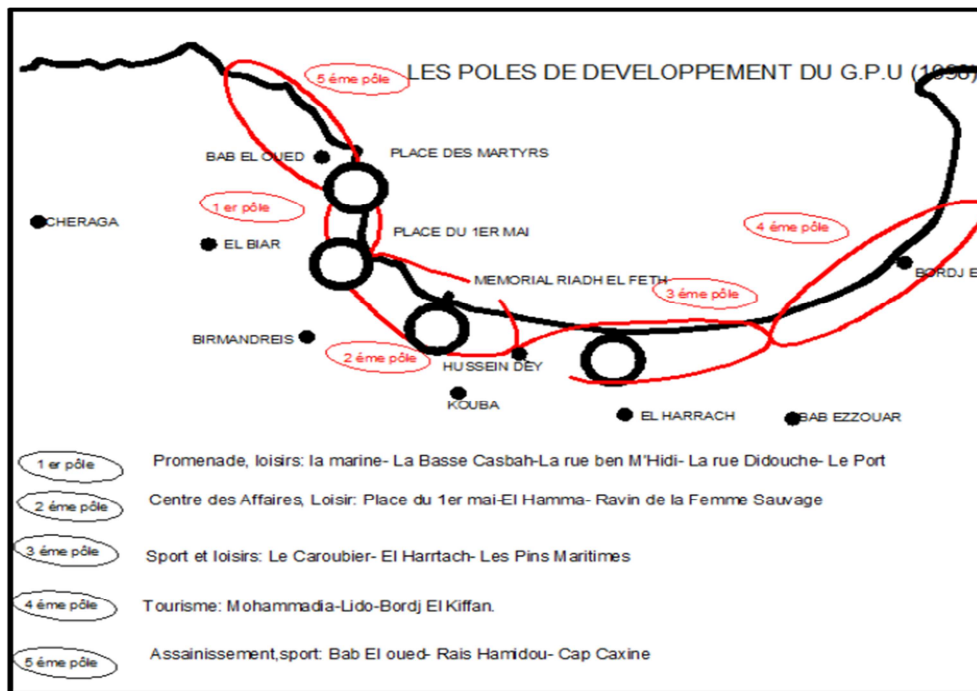 5 éme pôle
LES POLES DE DEVELOPPEMENT DU G.P.U
BAB EL OUED
PLACE DES MARTYRS
1 er pôle
CHERAGA
PLACE DU 1ER MAI
4 éme pôle
EL BIAR
BORDJ E
MEMORIAL RIADH EL FETH
3 éme pôle
BIRMANDREIS
2 éme pôle
HUSSEIN DEY
KOUBA
EL HARRACH
BAB EZZOUAR
1 er pôle Promenade, loisirs: la marine- La Basse Casbah-La rue ben M'Hidi- La rue Didouche- Le Port
2 éme pôle Centre des Affaires, Loisir: Place du 1er mai-El Hamma- Ravin de la Femme Sauvage
3 éme pôle Sport et loisirs: Le Caroubier- El Harrtach- Les Pins Maritimes
4 éme pôle Tourisme: Mohammadia-Lido-Bordj El Kiffan.
5 éme pôle Assainissement,sport: Bab El oued- Rais Hamidou- Cap Caxine